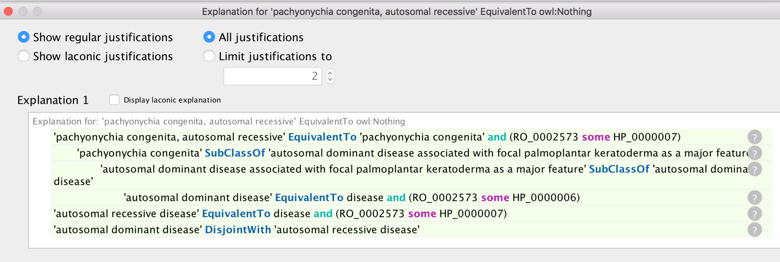 Explanation for 'pachyonychia congenita, autosomal recessive' EquivalentTo owl:Nothing
Show regular justifications
All justifications
Show laconic justifications
Limit justifications to
2
Explanation 1
Display laconic explanation
Explanation for: 'pachyonychia congenita, autosomal recessive' EquivalentTo owl:Nothing
'pachyonychia congenita, autosomal recessive' EquivalentTo 'pachyonychia congenita' and (RO_0002573 some HP_0000007)
'pachyonychia congenita' SubClassOf 'autosomal dominant disease associated with focal palmoplantar keratoderma as a major feature
'autosomal dominant disease associated with focal palmoplantar keratoderma as a major feature' SubClassOf 'autosomal domina
disease'
'autosomal dominant disease' EquivalentTo disease and (RO_0002573 some HP_0000006)
'autosomal recessive disease' EquivalentTo disease and (RO_0002573 some HP_0000007)
'autosomal dominant disease' DisjointWith 'autosomal recessive disease'